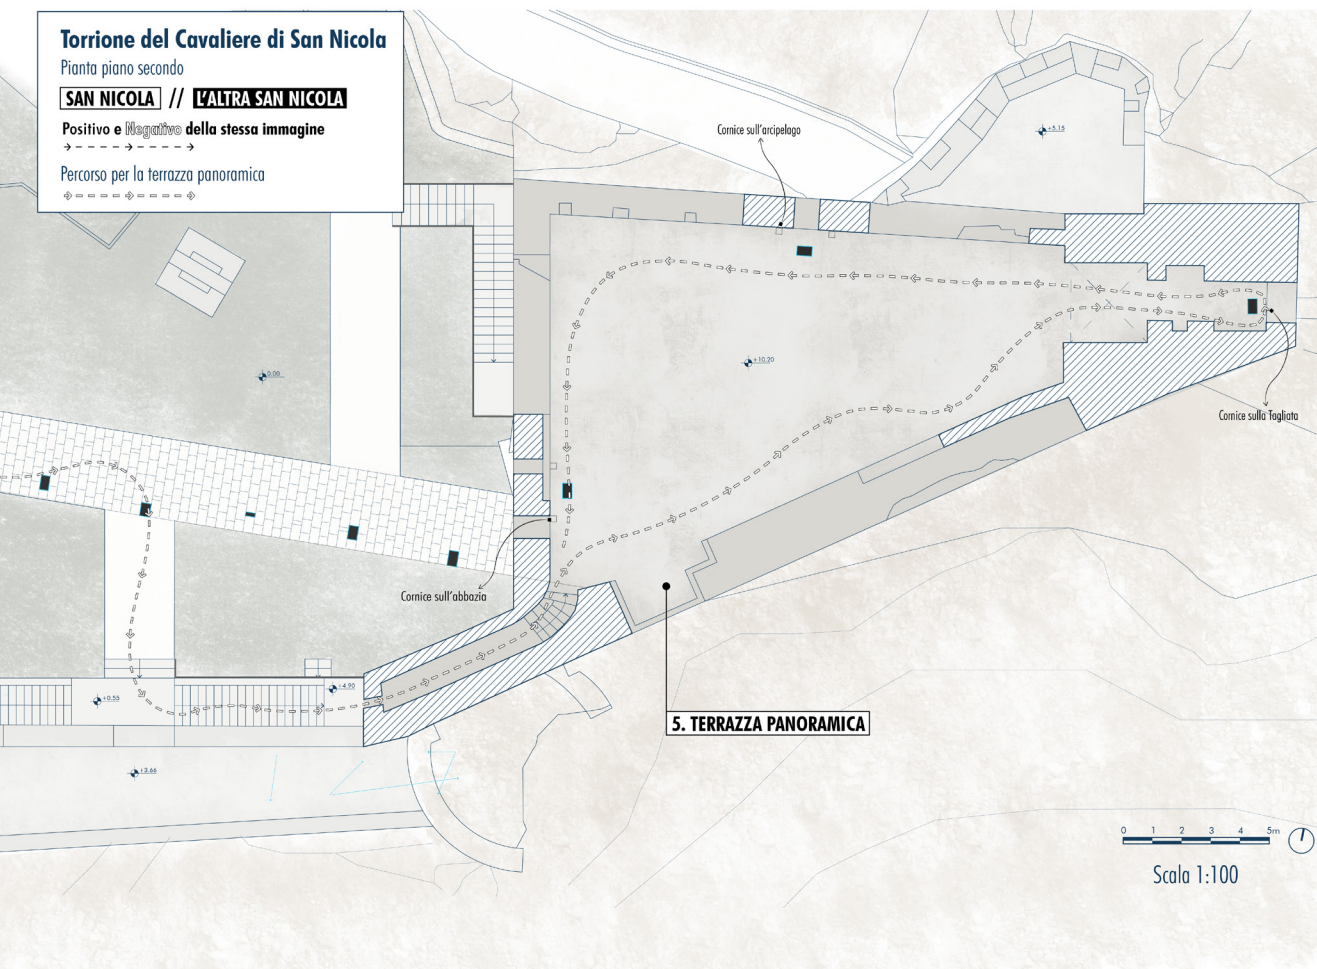 Torrione del Cavaliere di San Nicola
Pianta piano secondo
SAN NICOLA // L'ALTRA SAN NICOLA
Positivo e Negativo della stessa immagine
Percorso per la terrazza panoramica
Cornice sull'arcipelago
+5.15
+10.20
0.00
Cornice sulla Tagliata
Cornice sull'abbazia
+4.90
+0.55
5. TERRAZZA PANORAMICA
+3.66
0 1 2 3 4 5m
Scala 1:100